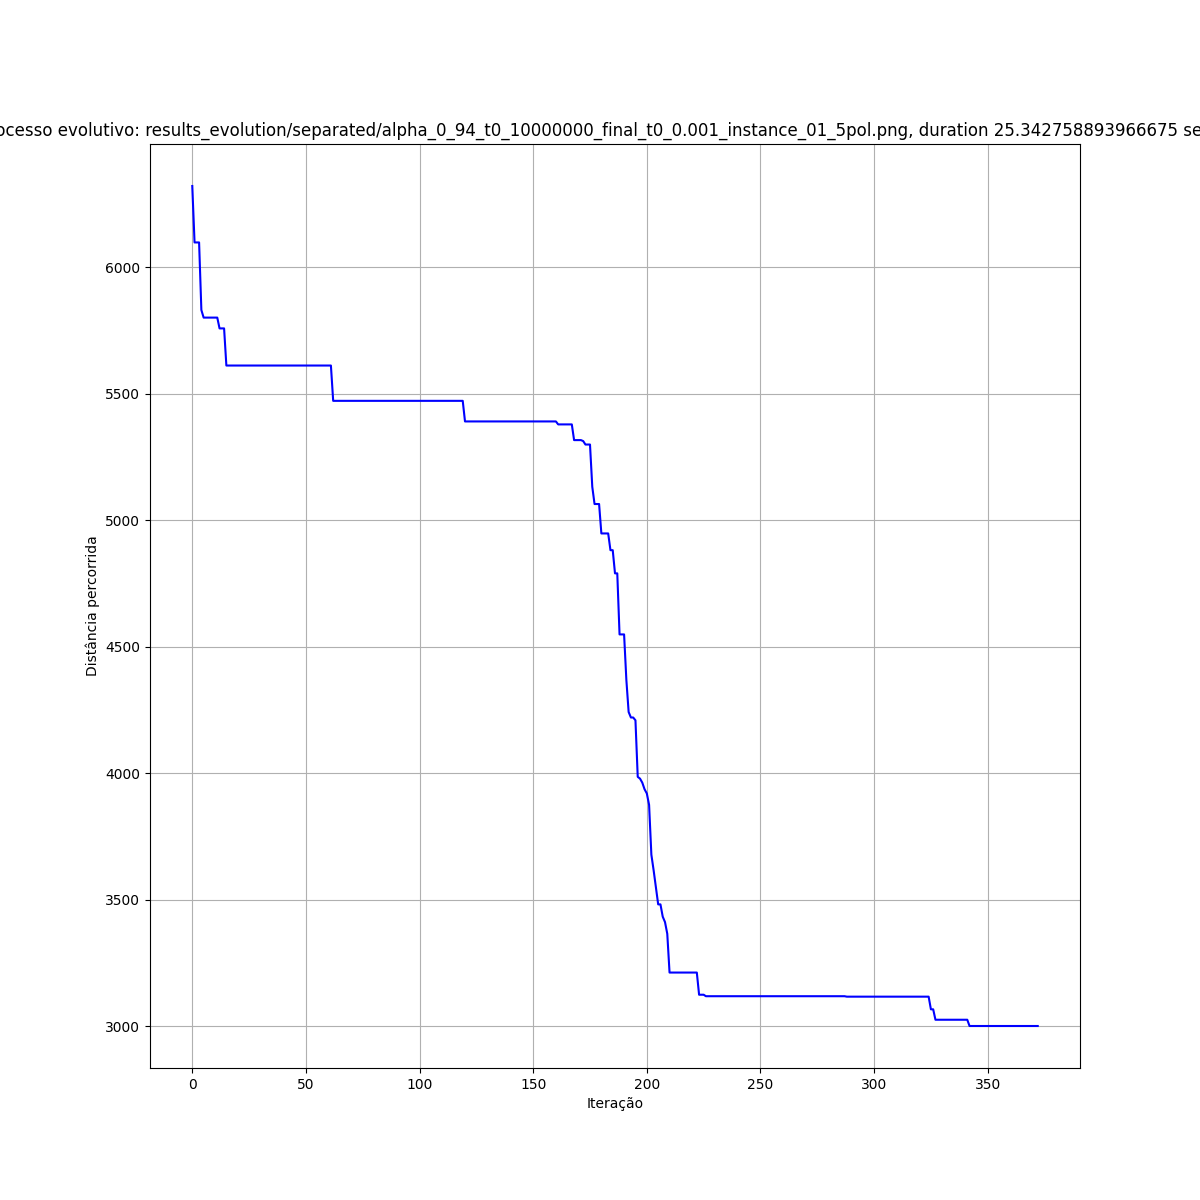 ocesso evolutivo: results_evolution/separated/alpha_0_94_t0_10000000_final_t0_0.001_instance_01_5pol.png, duration 25.342758893966675 se
6000
5500
5000
4500
4000
3500
3000
Distância percorrida
0 50 100 150 200 250 300 350
Iteração